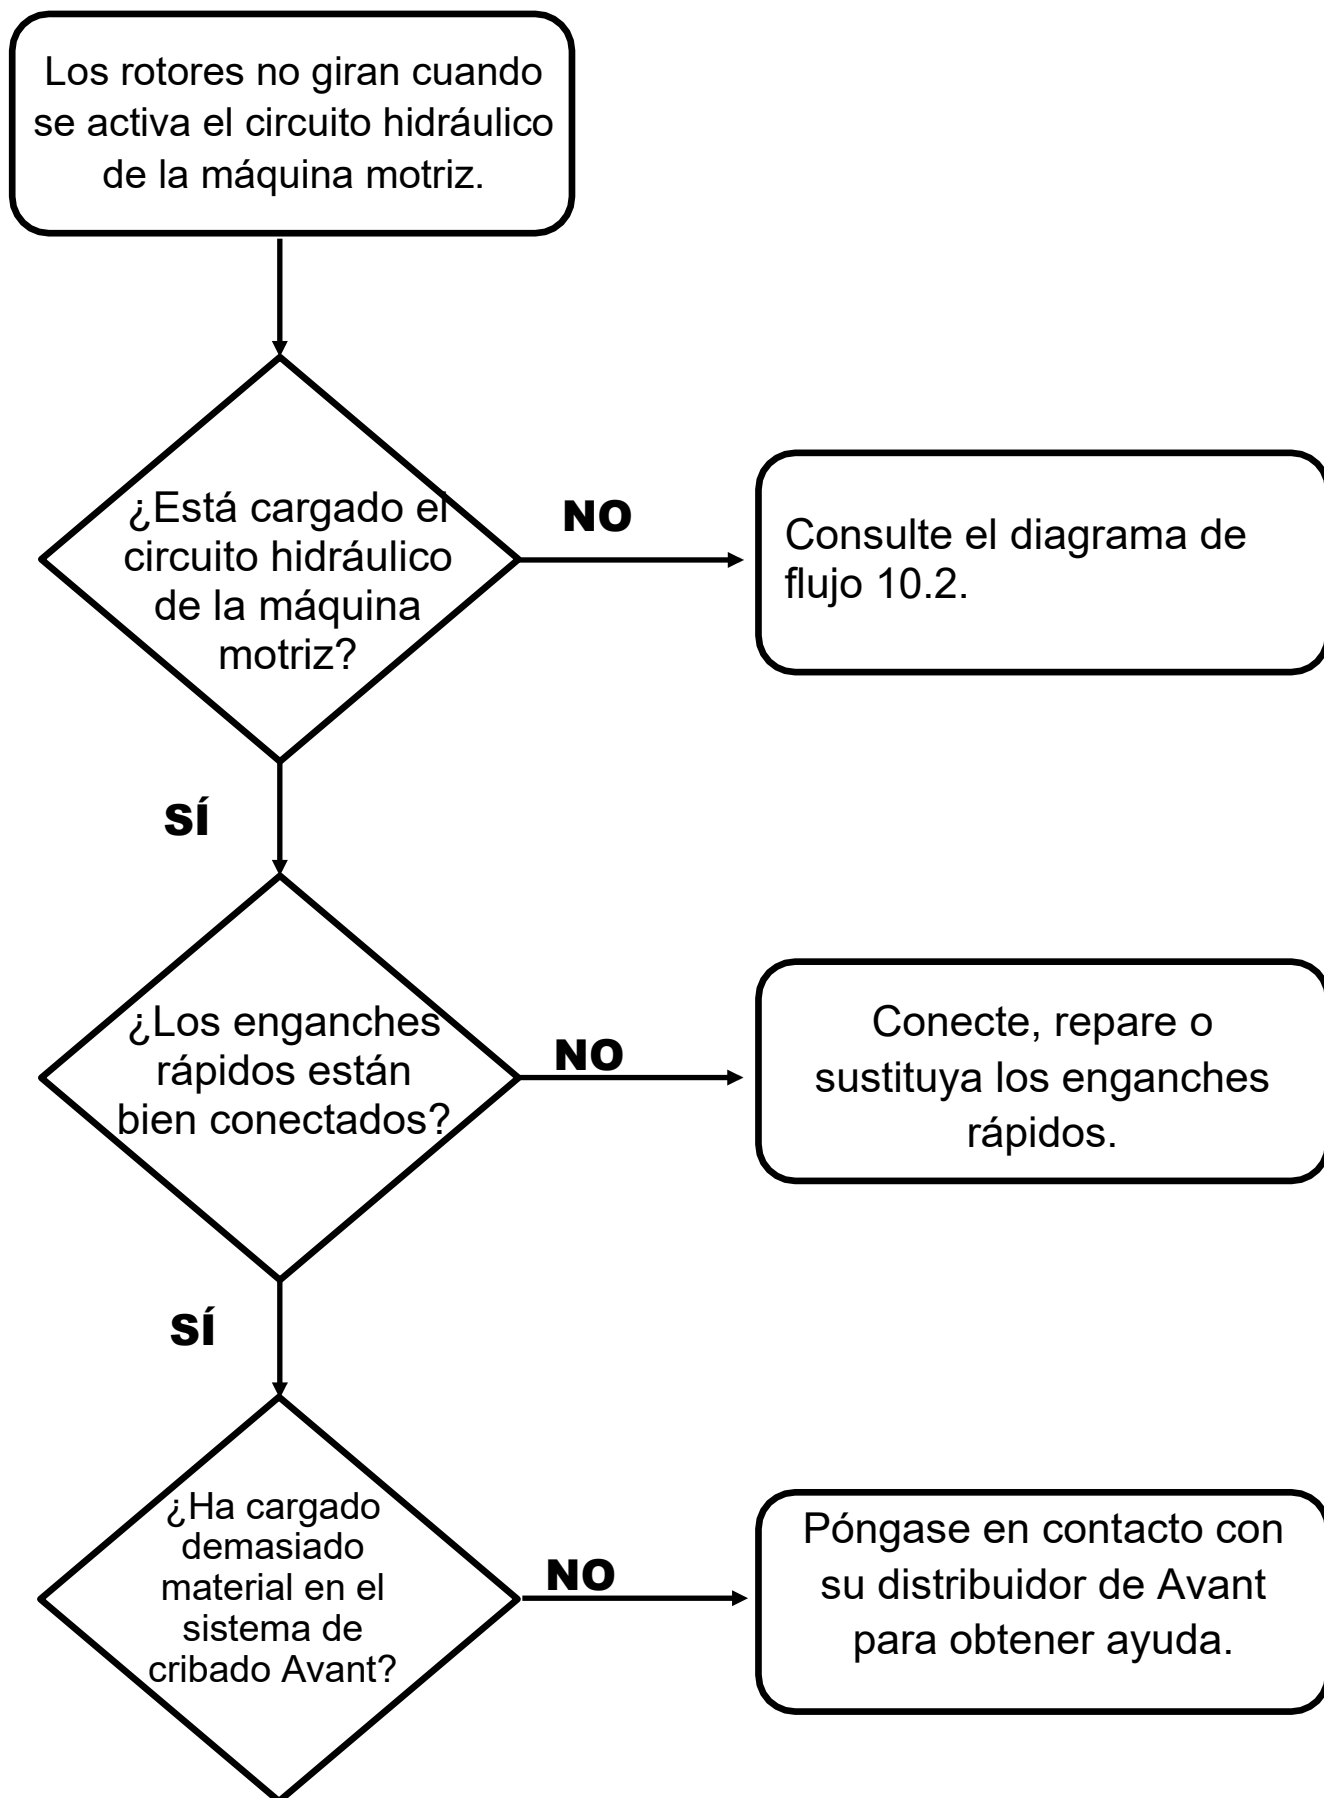 Los rotores no giran cuando
se activa el circuito hidráulico
de la máquina motriz.
¿Está cargado el
circuito hidráulico
de la máquina
motriz?
NO
Consulte el diagrama de
flujo 10.2.
SÍ
¿Los enganches
rápidos están
bien conectados?
NO
Conecte, repare o
sustituya los enganches
rápidos.
SÍ
¿Ha cargado
demasiado
material en el
sistema de
cribado Avant?
NO
Póngase en contacto con
su distribuidor de Avant
para obtener ayuda.